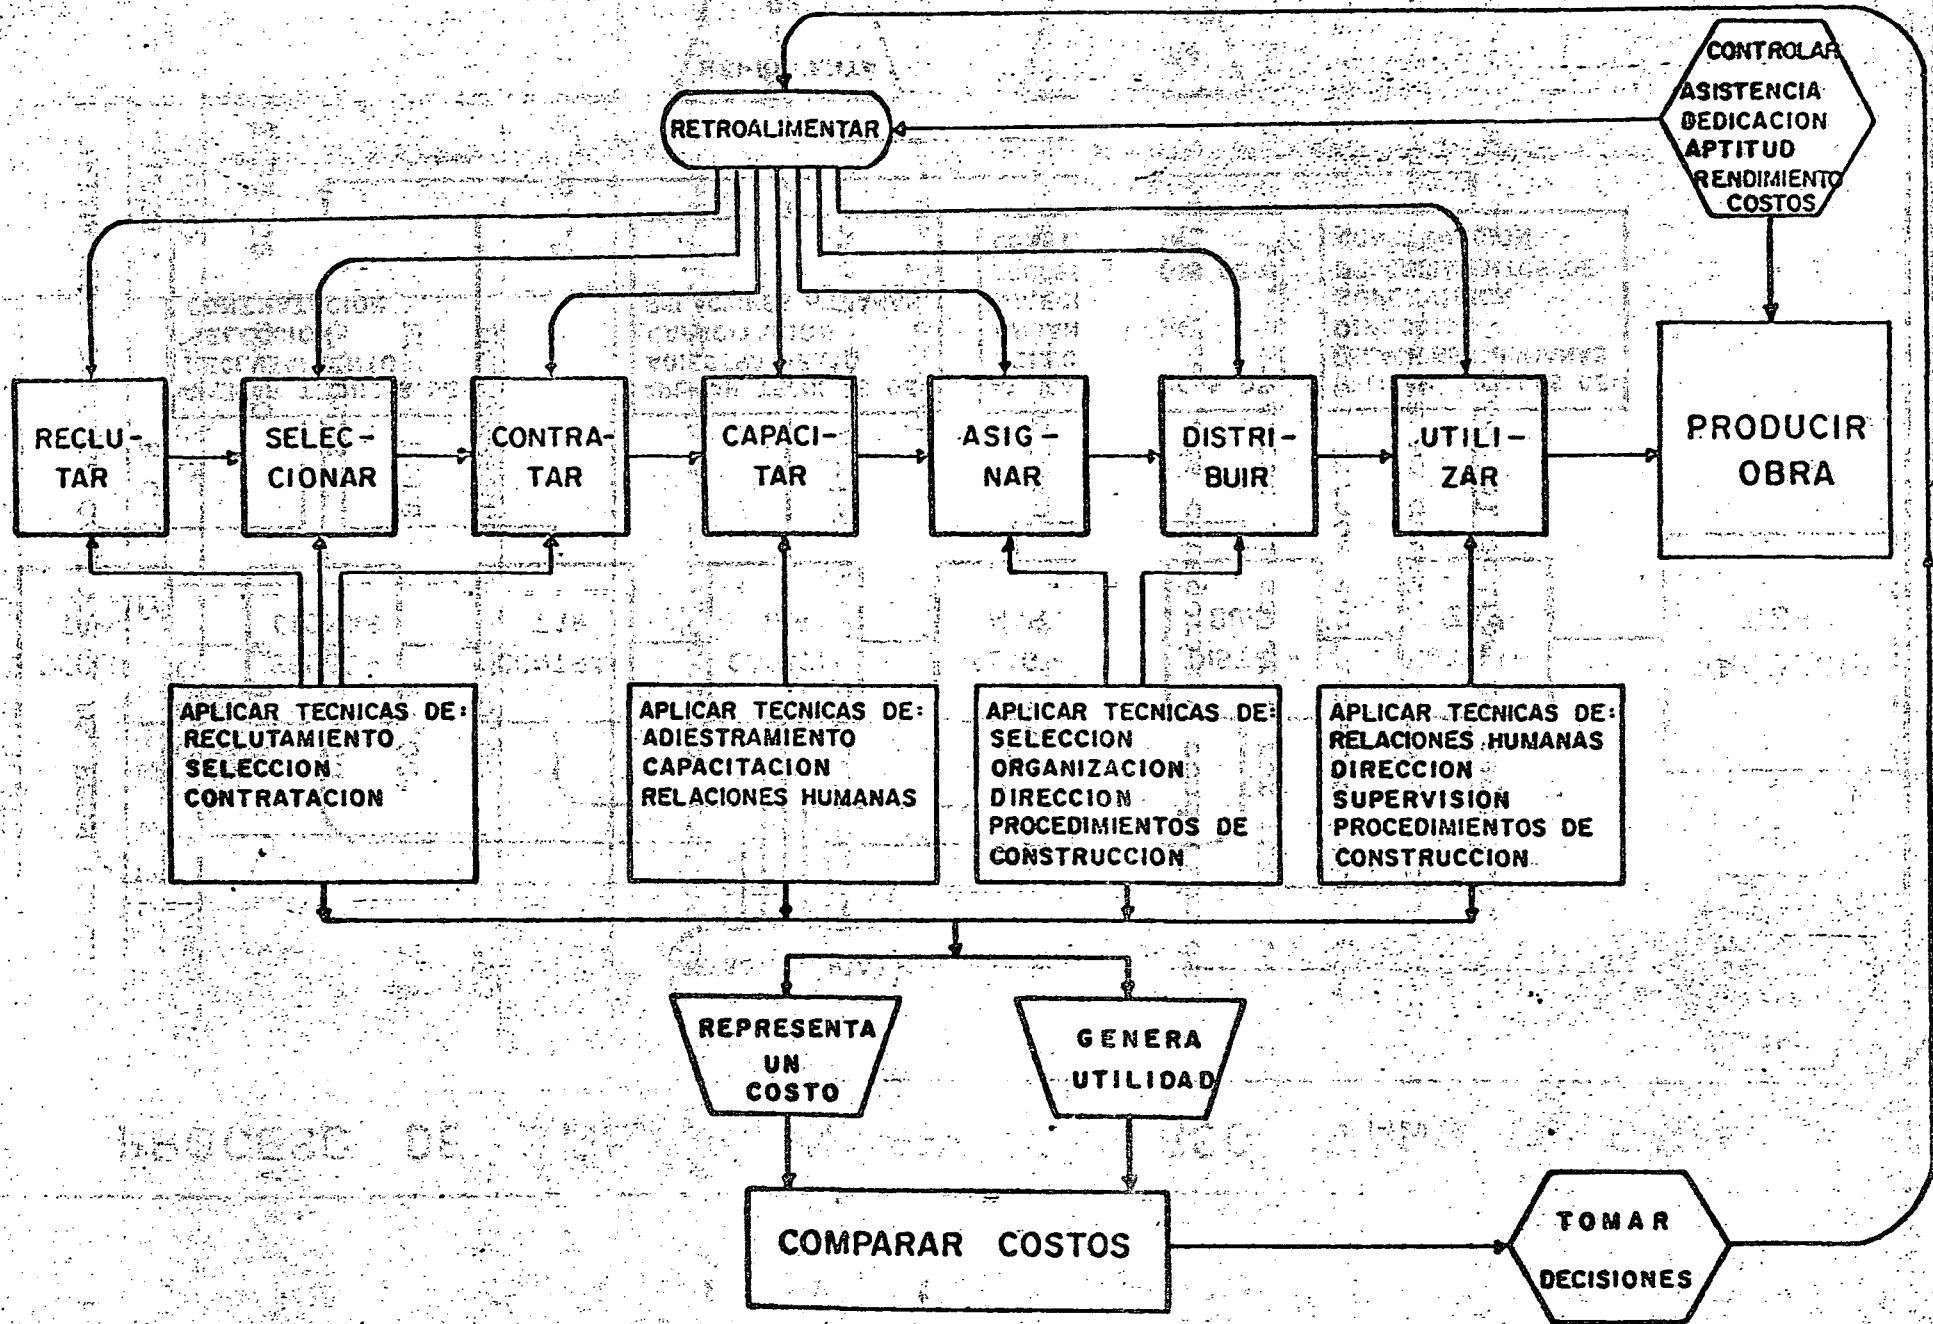 CONTROLAR
ASISTENCIA
DEDICACION
APTITUD
RENDIMIENTO
COSTOS
RETROALIMENTAR
RECLU-
TAR
SELEC-
CIONAR
CONTRA-
TAR
CAPACI-
TAR
ASIG-
NAR
DISTRI-
BUIR
UTILI-
ZAR
PRODUCIR
OBRA
APLICAR TECNICAS DE:
RECLUTAMIENTO
SELECCION
CONTRATACION
APLICAR TECNICAS DE:
ADIESTRAMIENTO
CAPACITACION
RELACIONES HUMANAS
APLICAR TECNICAS DE:
SELECCION
ORGANIZACION
DIRECCION
PROCEDIMIENTOS DE
CONSTRUCCION
APLICAR TECNICAS DE:
RELACIONES HUMANAS
DIRECCION
SUPERVISION
PROCEDIMIENTOS DE
CONSTRUCCION
REPRESENTA
UN
COSTO
GENERA
UTILIDAD
COMPARAR COSTOS
TOMAR
DECISIONES